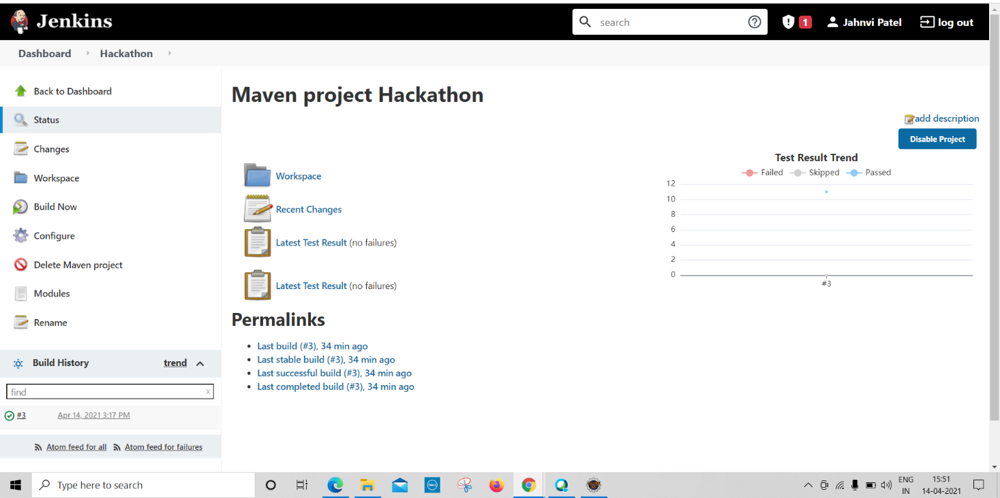 Jenkins
search
1
Jahnvi Patel
log out
Dashboard
Hackathon
Back to Dashboard
Status
Changes
Workspace
Build Now
Configure
Delete Maven project
Modules
Rename
Build History
trend
find
x
#3
Apr 14, 2021 3:17 PM
Atom feed for all
Atom feed for failures
Maven project Hackathon
add description
Disable Project
Workspace
Recent Changes
Latest Test Result (no failures)
Latest Test Result (no failures)
Test Result Trend
Failed Skipped Passed
12
10
8
6
4
2
0
#3
Permalinks
Last build (#3), 34 min ago
Last stable build (#3), 34 min ago
Last successful build (#3), 34 min ago
Last completed build (#3), 34 min ago
Type here to search
DELL
ENG
IN
15:51
14-04-2021